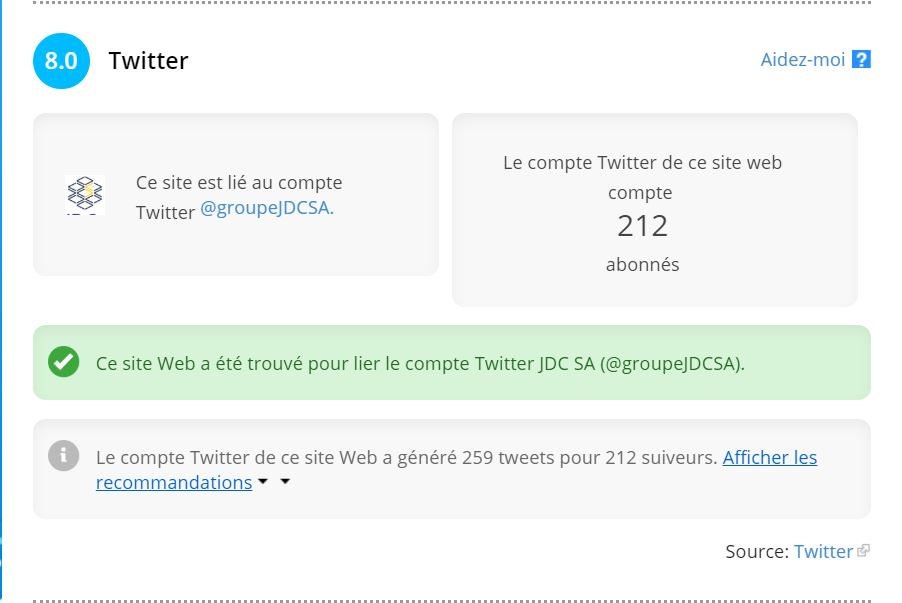 8.0 Twitter
Aidez-moi ?
Ce site est lié au compte
Twitter @groupeJDCSA.
Le compte Twitter de ce site web
compte
212
abonnés
Ce site Web a été trouvé pour lier le compte Twitter JDC SA (@groupeJDCSA).
Le compte Twitter de ce site Web a généré 259 tweets pour 212 suiveurs. Afficher les
recommandations
Source: Twitter